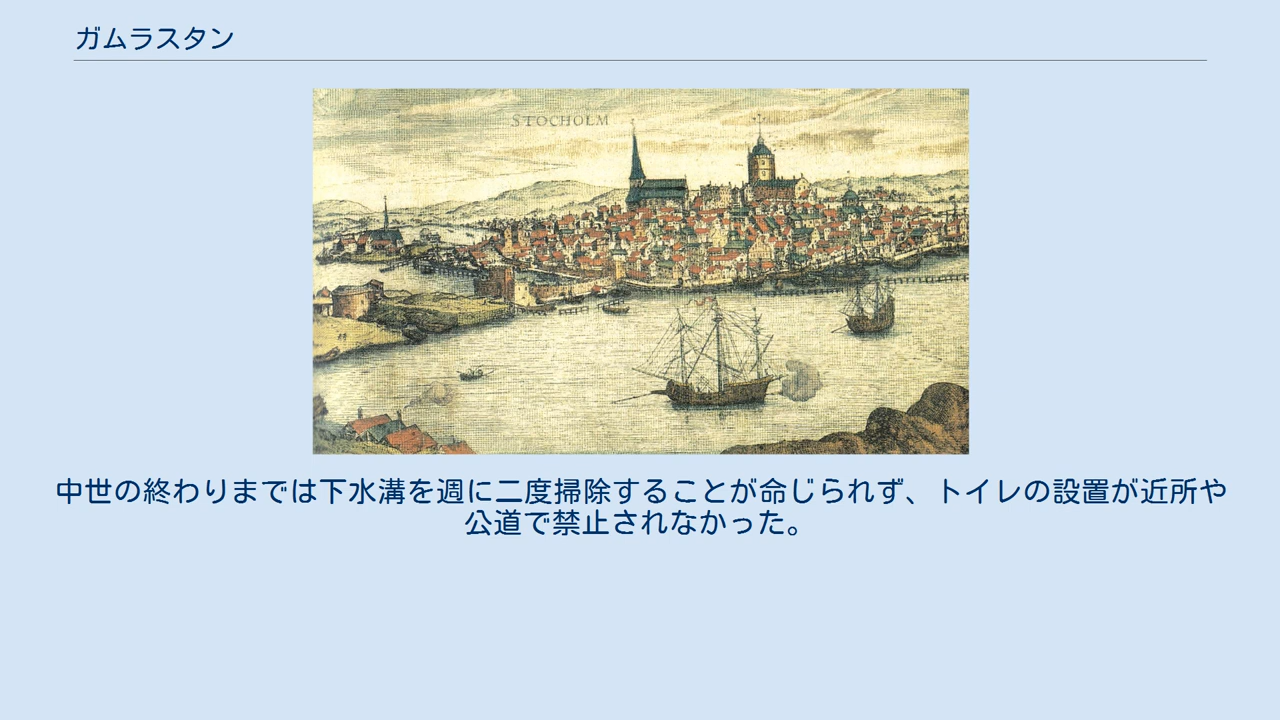 ガムラスタン
STOCHOLM
中世の終わりまでは下水溝を週に二度掃除することが命じられず、トイレの設置が近所や
公道で禁止されなかった。